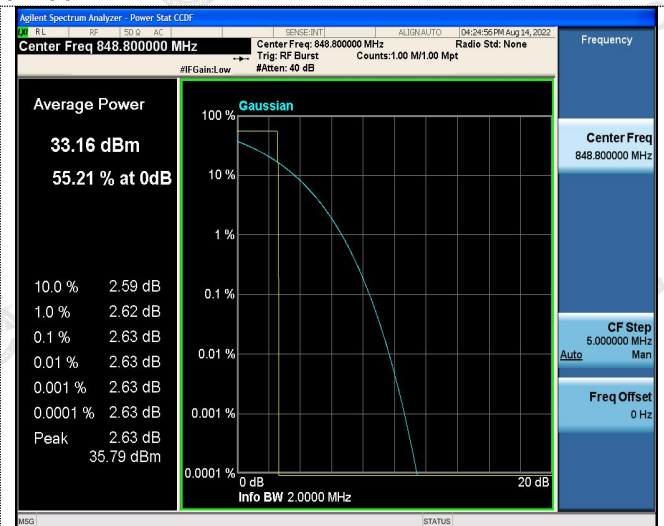 Agilent Spectrum Analyzer - Power Stat CCDF
LXI RL RF 50 Ω AC SENSE:INT ALIGN AUTO 04:24:56 PM Aug 14, 2022
Center Freq 848.800000 MHz
Center Freq: 848.800000 MHz Radio Std: None
Trig: RF Burst Counts:1.00 M/1.00 Mpt
#IFGain:Low #Atten: 40 dB
Frequency
Average Power
33.16 dBm
55.21 % at 0dB
10.0 % 2.59 dB
1.0 % 2.62 dB
0.1 % 2.63 dB
0.01 % 2.63 dB
0.001 % 2.63 dB
0.0001 % 2.63 dB
Peak 2.63 dB
35.79 dBm
Gaussian
100 %
10 %
1 %
0.1 %
0.01 %
0.001 %
0.0001 %
0 dB 20 dB
Info BW 2.0000 MHz
Center Freq
848.800000 MHz
CF Step
5.000000 MHz
Auto Man
Freq Offset
0 Hz
MSG STATUS